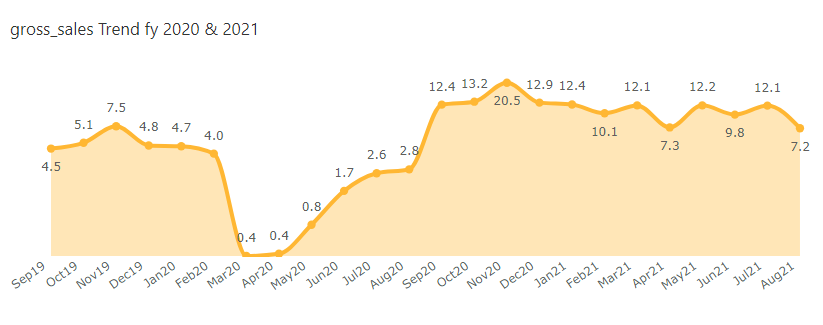 gross_sales Trend fy 2020 & 2021
4.5 5.1 7.5 4.8 4.7 4.0 0.4 0.4 0.8 1.7 2.6 2.8 12.4 13.2 20.5 12.9 12.4 10.1 12.1 7.3 12.2 9.8 12.1 7.2
Sep19 Oct19 Nov19 Dec19 Jan20 Feb20 Mar20 Apr20 May20 Jun20 Jul20 Aug20 Sep20 Oct20 Nov20 Dec20 Jan21 Feb21 Mar21 Apr21 May21 Jun21 Jul21 Aug21